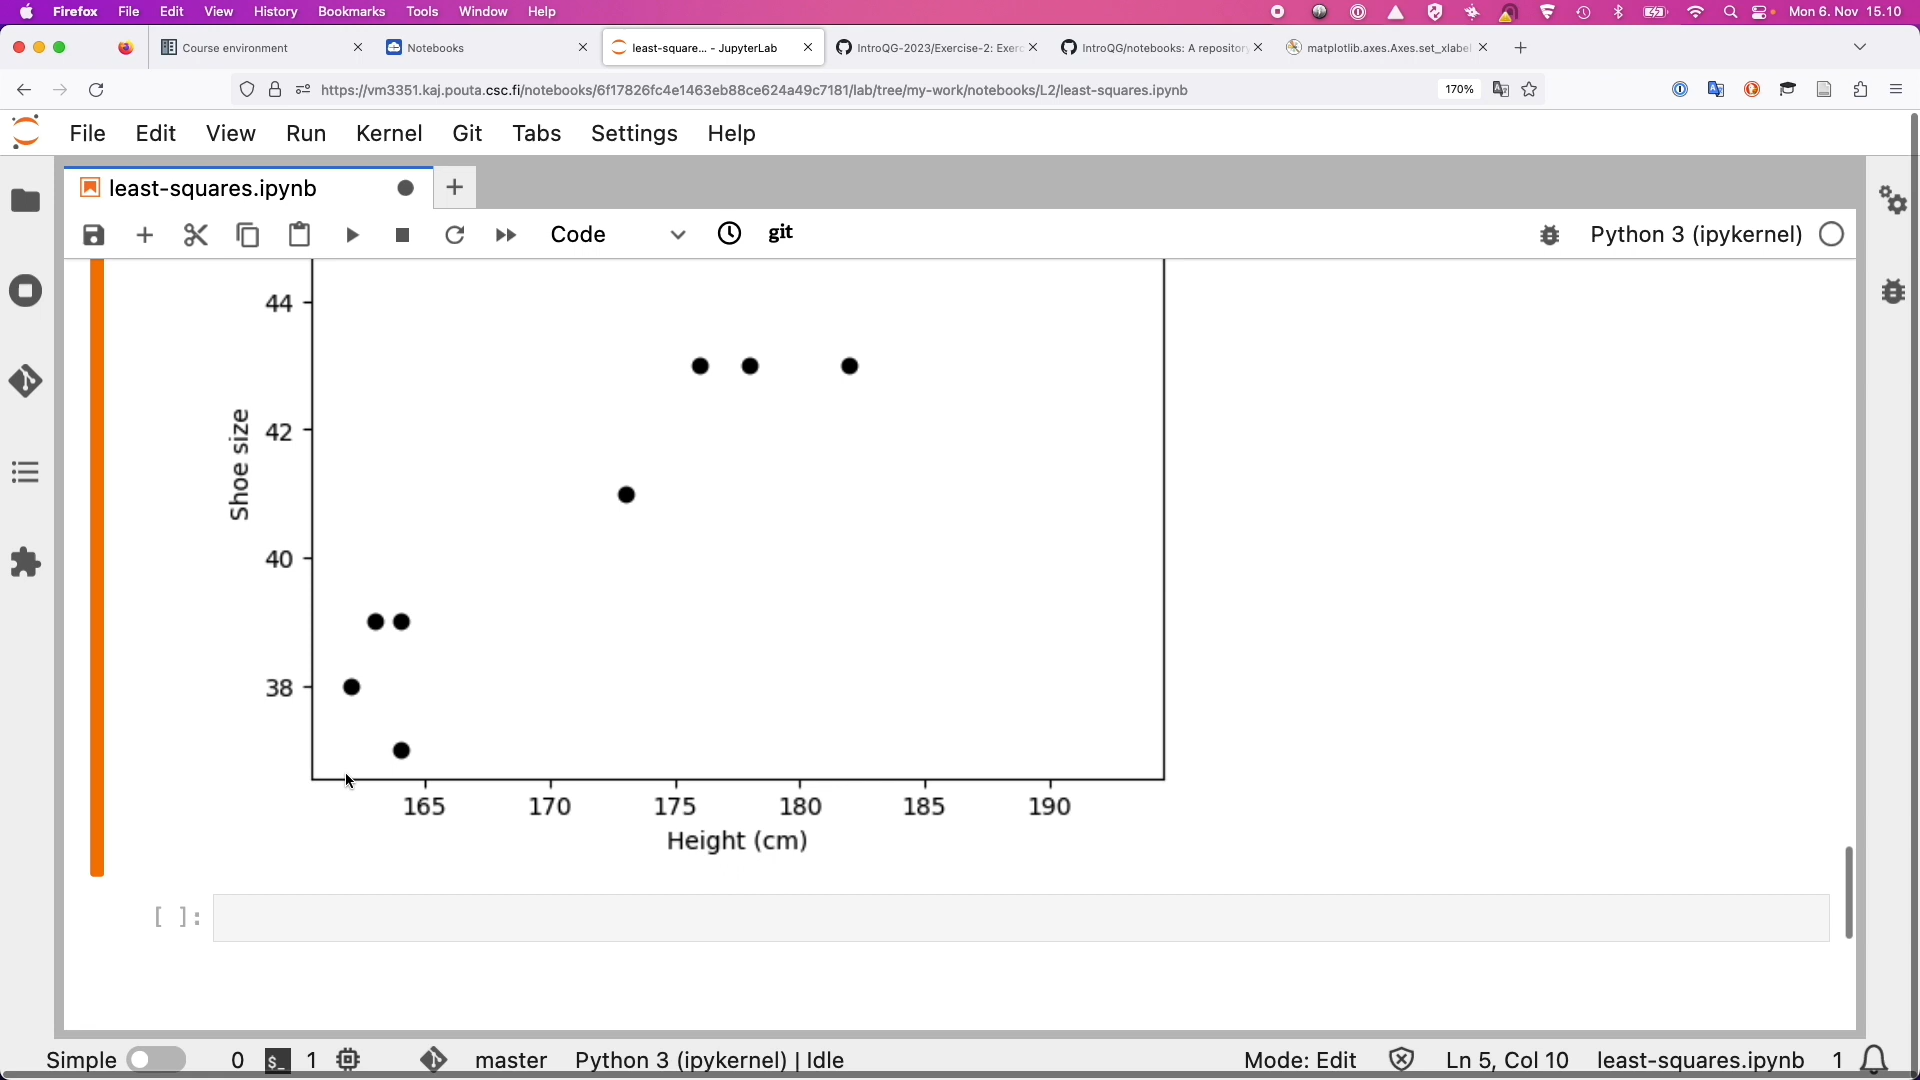 Firefox File Edit View History Bookmarks Tools Window Help Mon 6. Nov 15.10
Course environment
Notebooks
least-square... - JupyterLab
IntroQG-2023/Exercise-2: Exerc
IntroQG/notebooks: A repository
matplotlib.axes.Axes.set_xlabel
https://vm3351.kaj.pouta.csc.fi/notebooks/6f17826fc4e1463eb88ce624a49c7181/lab/tree/my-work/notebooks/L2/least-squares.ipynb 170%
File Edit View Run Kernel Git Tabs Settings Help
least-squares.ipynb
Code git Python 3 (ipykernel)
44
42
40
38
Shoe size
165 170 175 180 185 190
Height (cm)
[ ]:
Simple 0 $_ 1 master Python 3 (ipykernel) | Idle Mode: Edit Ln 5, Col 10 least-squares.ipynb 1